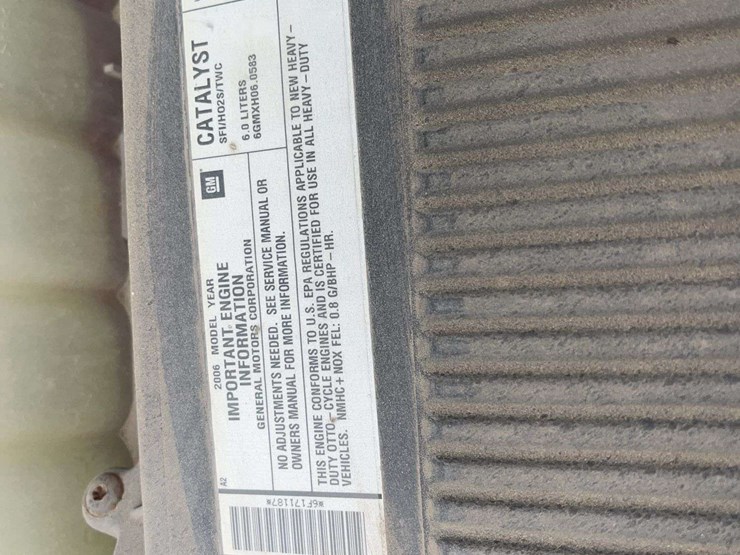 A2
2006 MODEL YEAR
IMPORTANT ENGINE
INFORMATION
GENERAL MOTORS CORPORATION
GM
CATALYST
SFI/HO2S/TWC
6.0 LITERS
6GMXH06.0583
NO ADJUSTMENTS NEEDED. SEE SERVICE MANUAL OR
OWNERS MANUAL FOR MORE INFORMATION.
THIS ENGINE CONFORMS TO U.S. EPA REGULATIONS APPLICABLE TO NEW HEAVY-
DUTY OTTO-CYCLE ENGINES AND IS CERTIFIED FOR USE IN ALL HEAVY-DUTY
VEHICLES. NMHC+NOX FEL: 0.8 G/BHP-HR.
*6F171187*